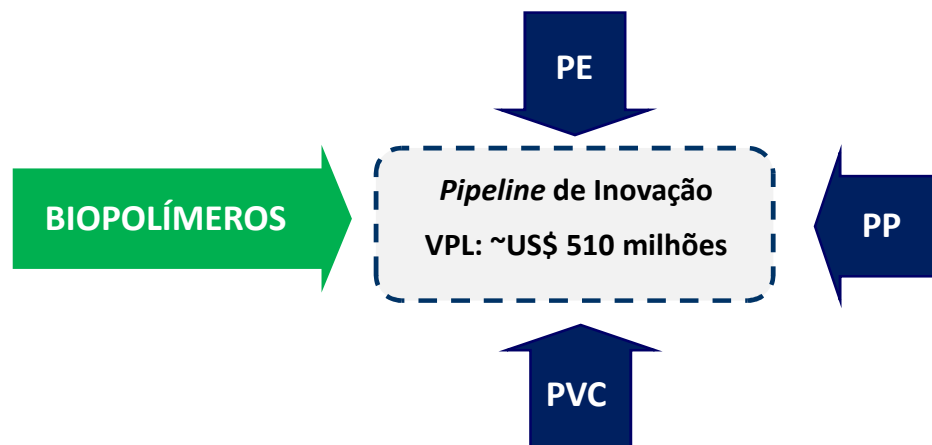 PE
BIOPOLÍMEROS
Pipeline de Inovação
VPL: ~US$ 510 milhões
PP
PVC